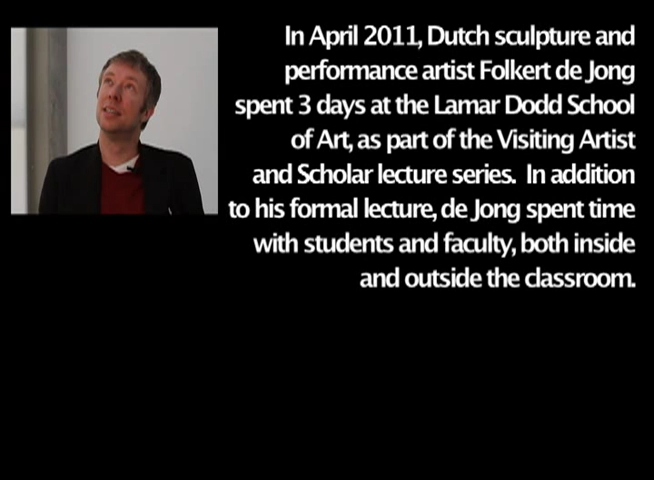 In April 2011, Dutch sculpture and
performance artist Folkert de Jong
spent 3 days at the Lamar Dodd School
of Art, as part of the Visiting Artist
and Scholar lecture series.  In addition
to his formal lecture, de Jong spent time
with students and faculty, both inside
and outside the classroom.